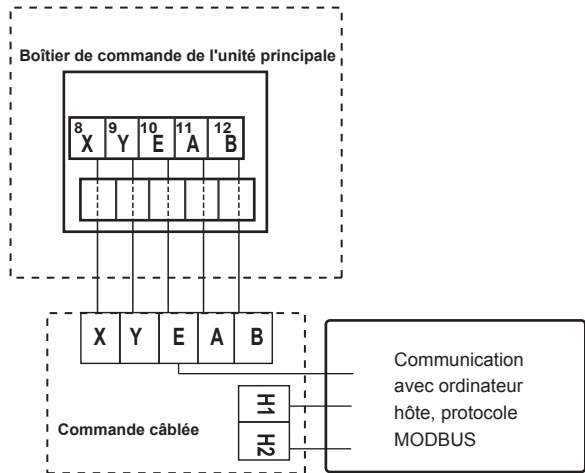 Boîtier de commande de l'unité principale
8 9 10 11 12
X Y E A B
X Y E A B
H1
H2
Commande câblée
Communication
avec ordinateur
hôte, protocole
MODBUS